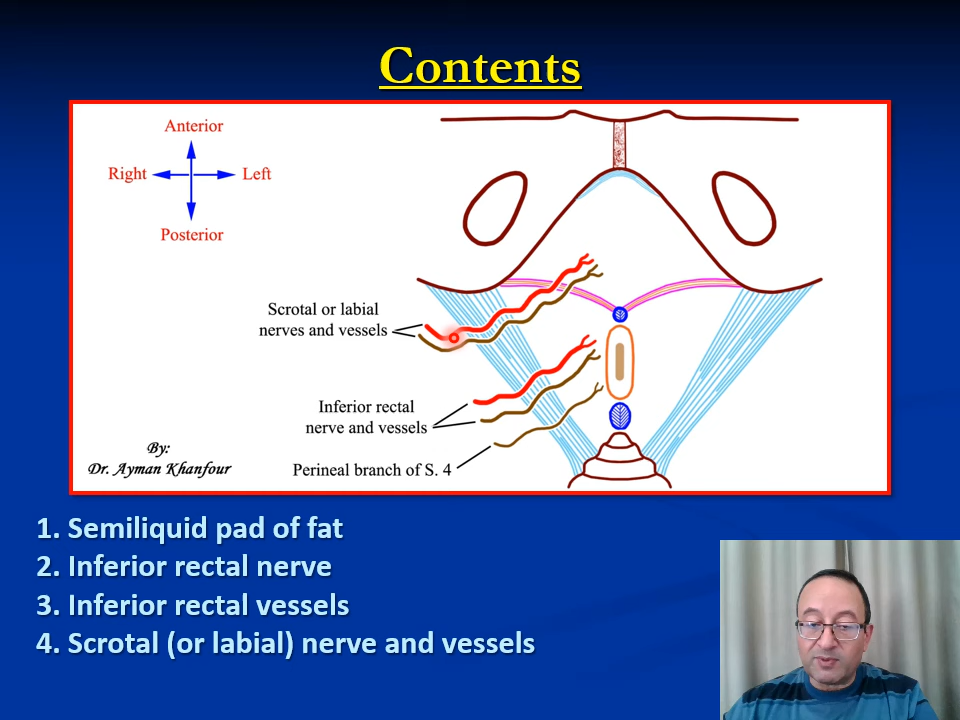 Contents
Anterior
Right
Left
Posterior
Scrotal or labial
nerves and vessels
Inferior rectal
nerve and vessels
Perineal branch of S. 4
By:
Dr. Ayman Khanfour
1. Semiliquid pad of fat
2. Inferior rectal nerve
3. Inferior rectal vessels
4. Scrotal (or labial) nerve and vessels